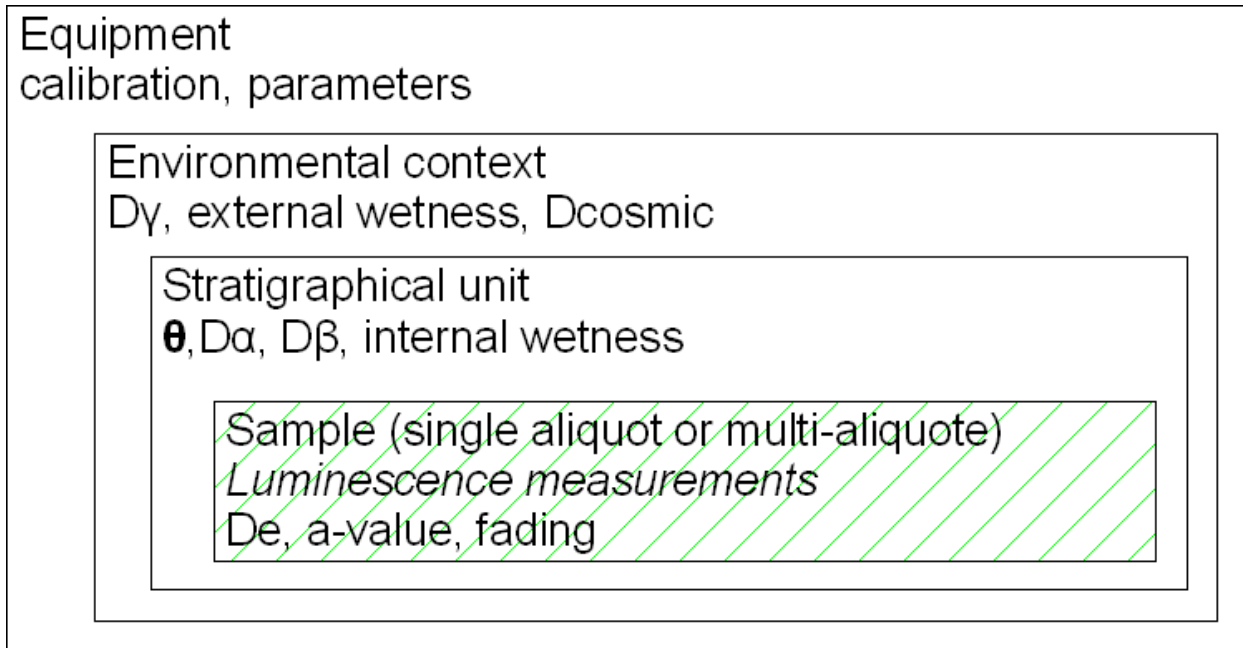 Equipment
calibration, parameters
Environmental context
Dγ, external wetness, Dcosmic
Stratigraphical unit
θ,Dα, Dβ, internal wetness
Sample (single aliquot or multi-aliquote)
Luminescence measurements
De, a-value, fading